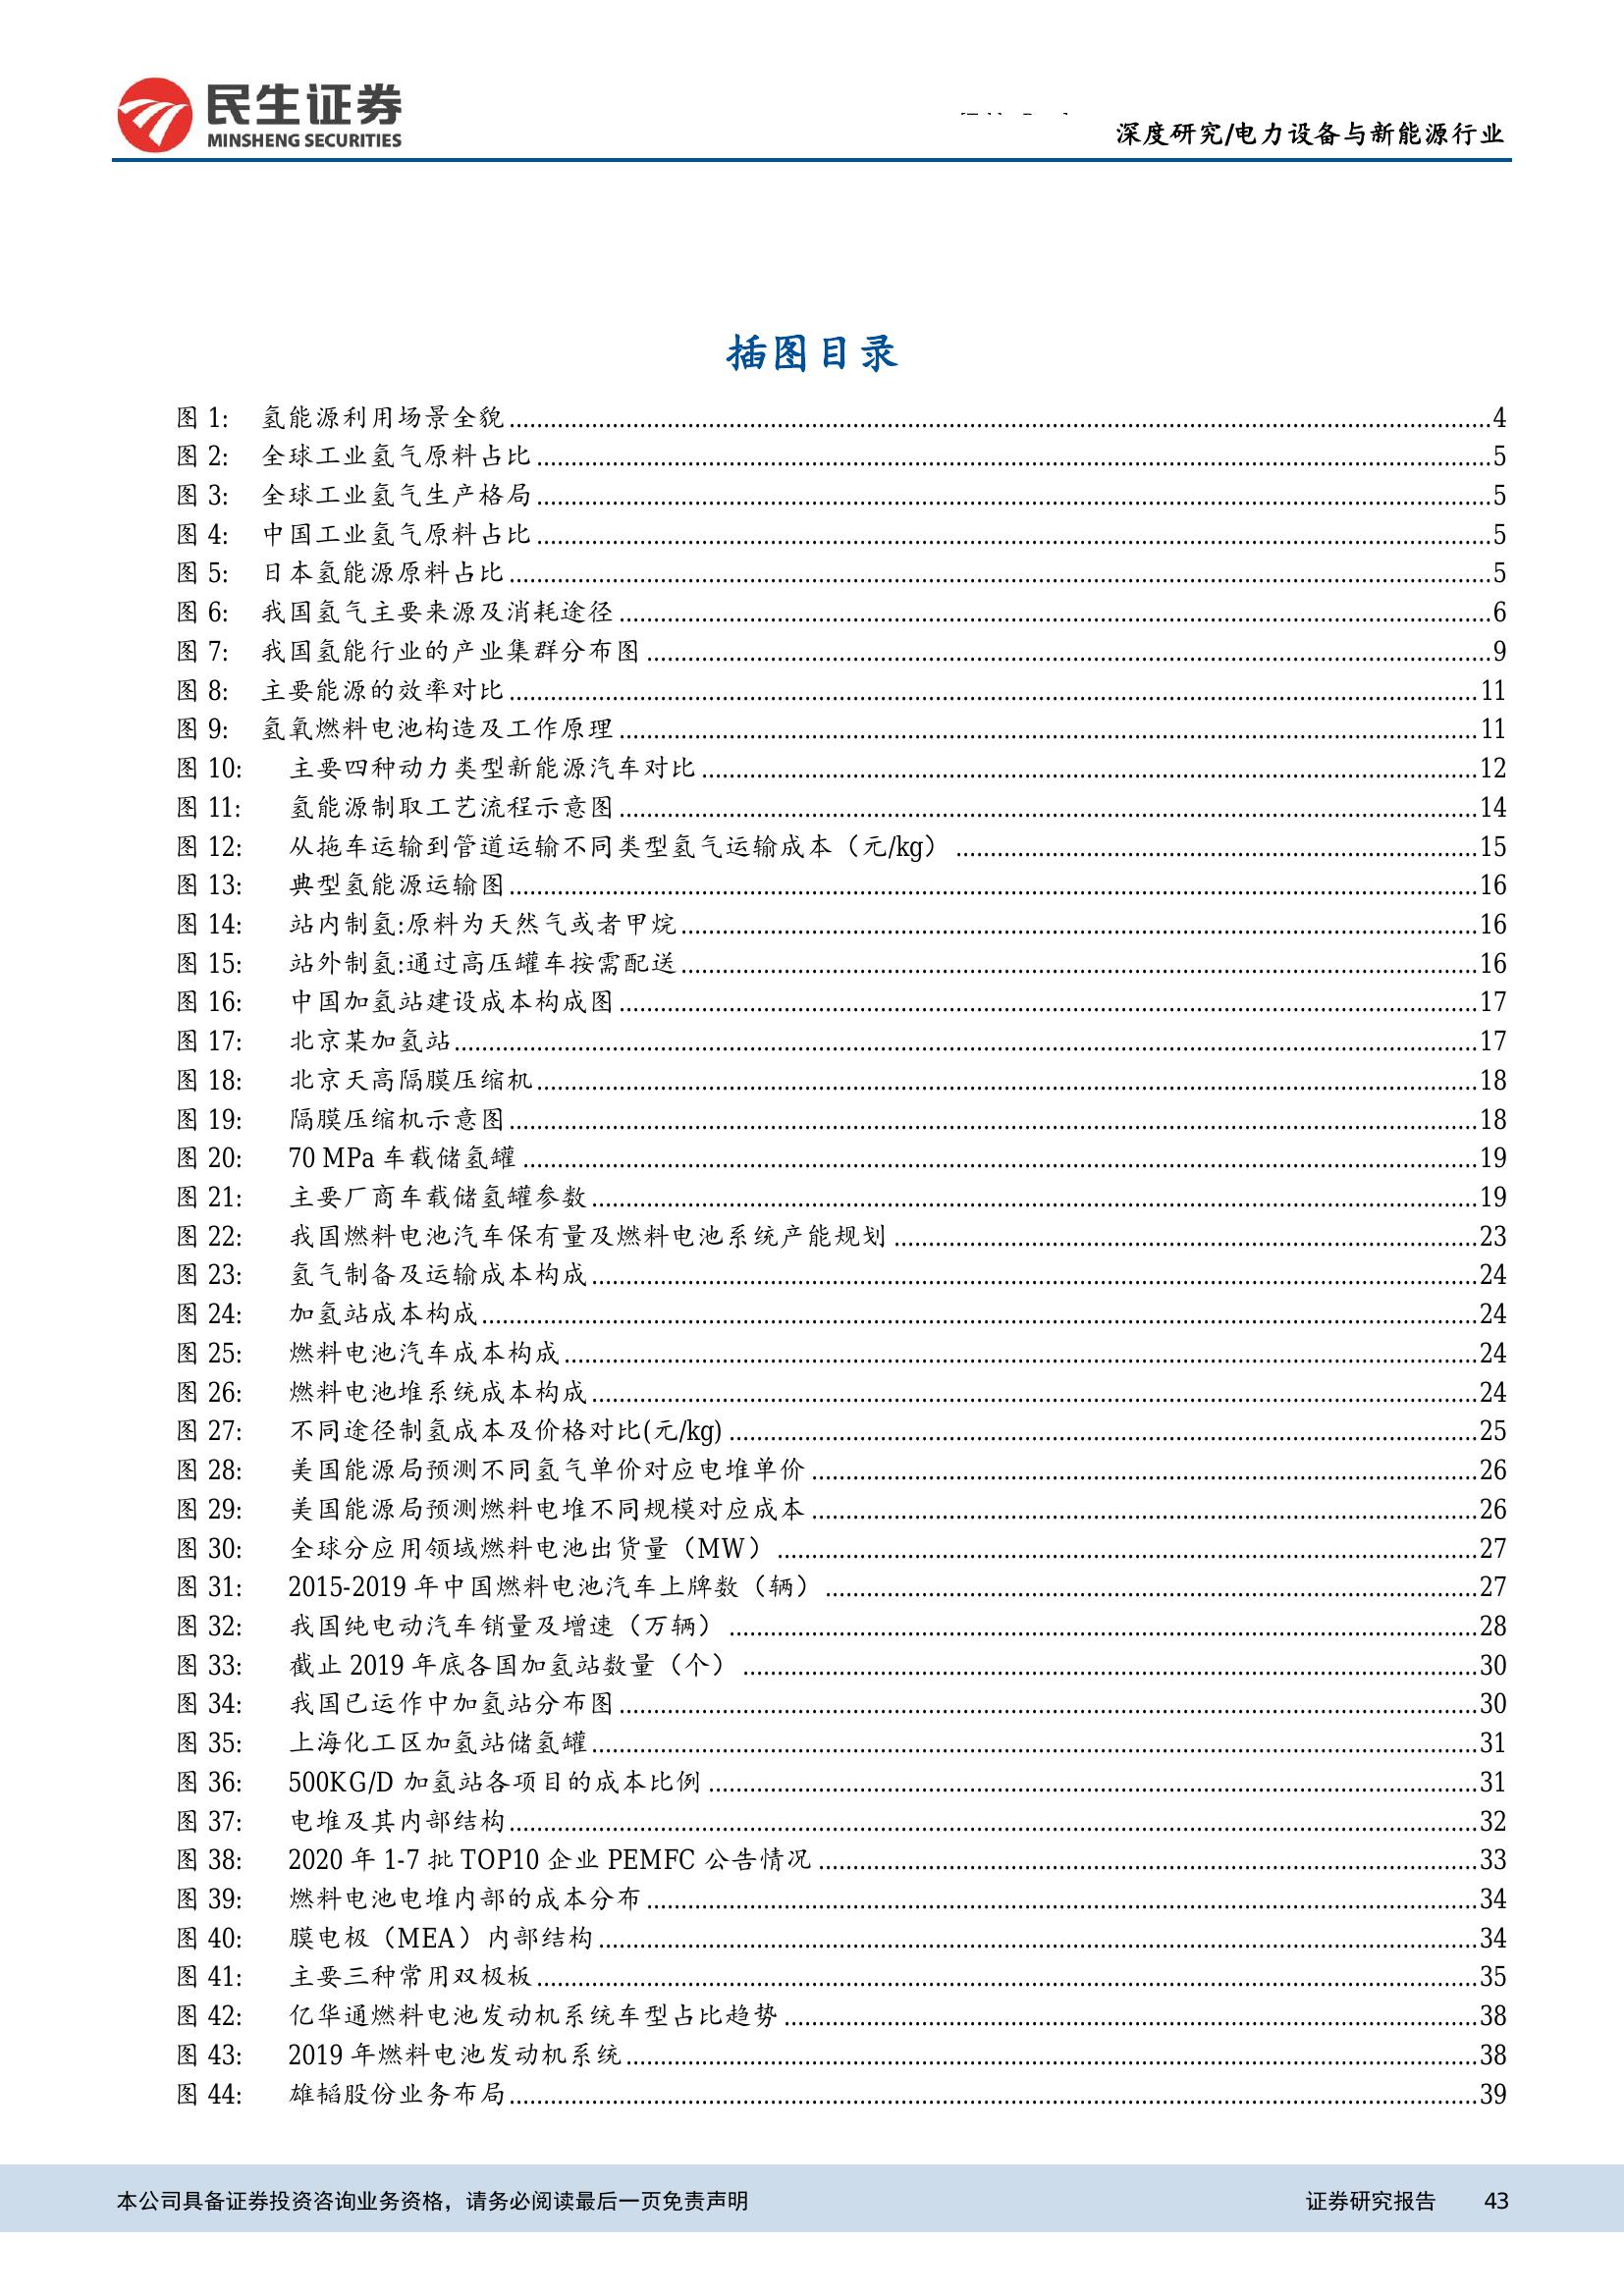 民生证券
MINSHENG SECURITIES
深度研究/电力设备与新能源行业
插图目录
图 1: 氢能源利用场景全貌 4
图 2: 全球工业氢气原料占比 5
图 3: 全球工业氢气生产格局 5
图 4: 中国工业氢气原料占比 5
图 5: 日本氢能源原料占比 5
图 6: 我国氢气主要来源及消耗途径 6
图 7: 我国氢能行业的产业集群分布图 9
图 8: 主要能源的效率对比 11
图 9: 氢氧燃料电池构造及工作原理 11
图 10: 主要四种动力类型新能源汽车对比 12
图 11: 氢能源制取工艺流程示意图 14
图 12: 从拖车运输到管道运输不同类型氢气运输成本（元/kg） 15
图 13: 典型氢能源运输图 16
图 14: 站内制氢:原料为天然气或者甲烷 16
图 15: 站外制氢:通过高压罐车按需配送 16
图 16: 中国加氢站建设成本构成图 17
图 17: 北京某加氢站 17
图 18: 北京天高隔膜压缩机 18
图 19: 隔膜压缩机示意图 18
图 20: 70 MPa 车载储氢罐 19
图 21: 主要厂商车载储氢罐参数 19
图 22: 我国燃料电池汽车保有量及燃料电池系统产能规划 23
图 23: 氢气制备及运输成本构成 24
图 24: 加氢站成本构成 24
图 25: 燃料电池汽车成本构成 24
图 26: 燃料电池堆系统成本构成 24
图 27: 不同途径制氢成本及价格对比(元/kg) 25
图 28: 美国能源局预测不同氢气单价对应电堆单价 26
图 29: 美国能源局预测燃料电堆不同规模对应成本 26
图 30: 全球分应用领域燃料电池出货量（MW） 27
图 31: 2015-2019 年中国燃料电池汽车上牌数（辆） 27
图 32: 我国纯电动汽车销量及增速（万辆） 28
图 33: 截止 2019 年底各国加氢站数量（个） 30
图 34: 我国已运作中加氢站分布图 30
图 35: 上海化工区加氢站储氢罐 31
图 36: 500KG/D 加氢站各项目的成本比例 31
图 37: 电堆及其内部结构 32
图 38: 2020 年 1-7 批 TOP10 企业 PEMFC 公告情况 33
图 39: 燃料电池电堆内部的成本分布 34
图 40: 膜电极（MEA）内部结构 34
图 41: 主要三种常用双极板 35
图 42: 亿华通燃料电池发动机系统车型占比趋势 38
图 43: 2019 年燃料电池发动机系统 38
图 44: 雄韬股份业务布局 39
本公司具备证券投资咨询业务资格，请务必阅读最后一页免责声明 证券研究报告 43